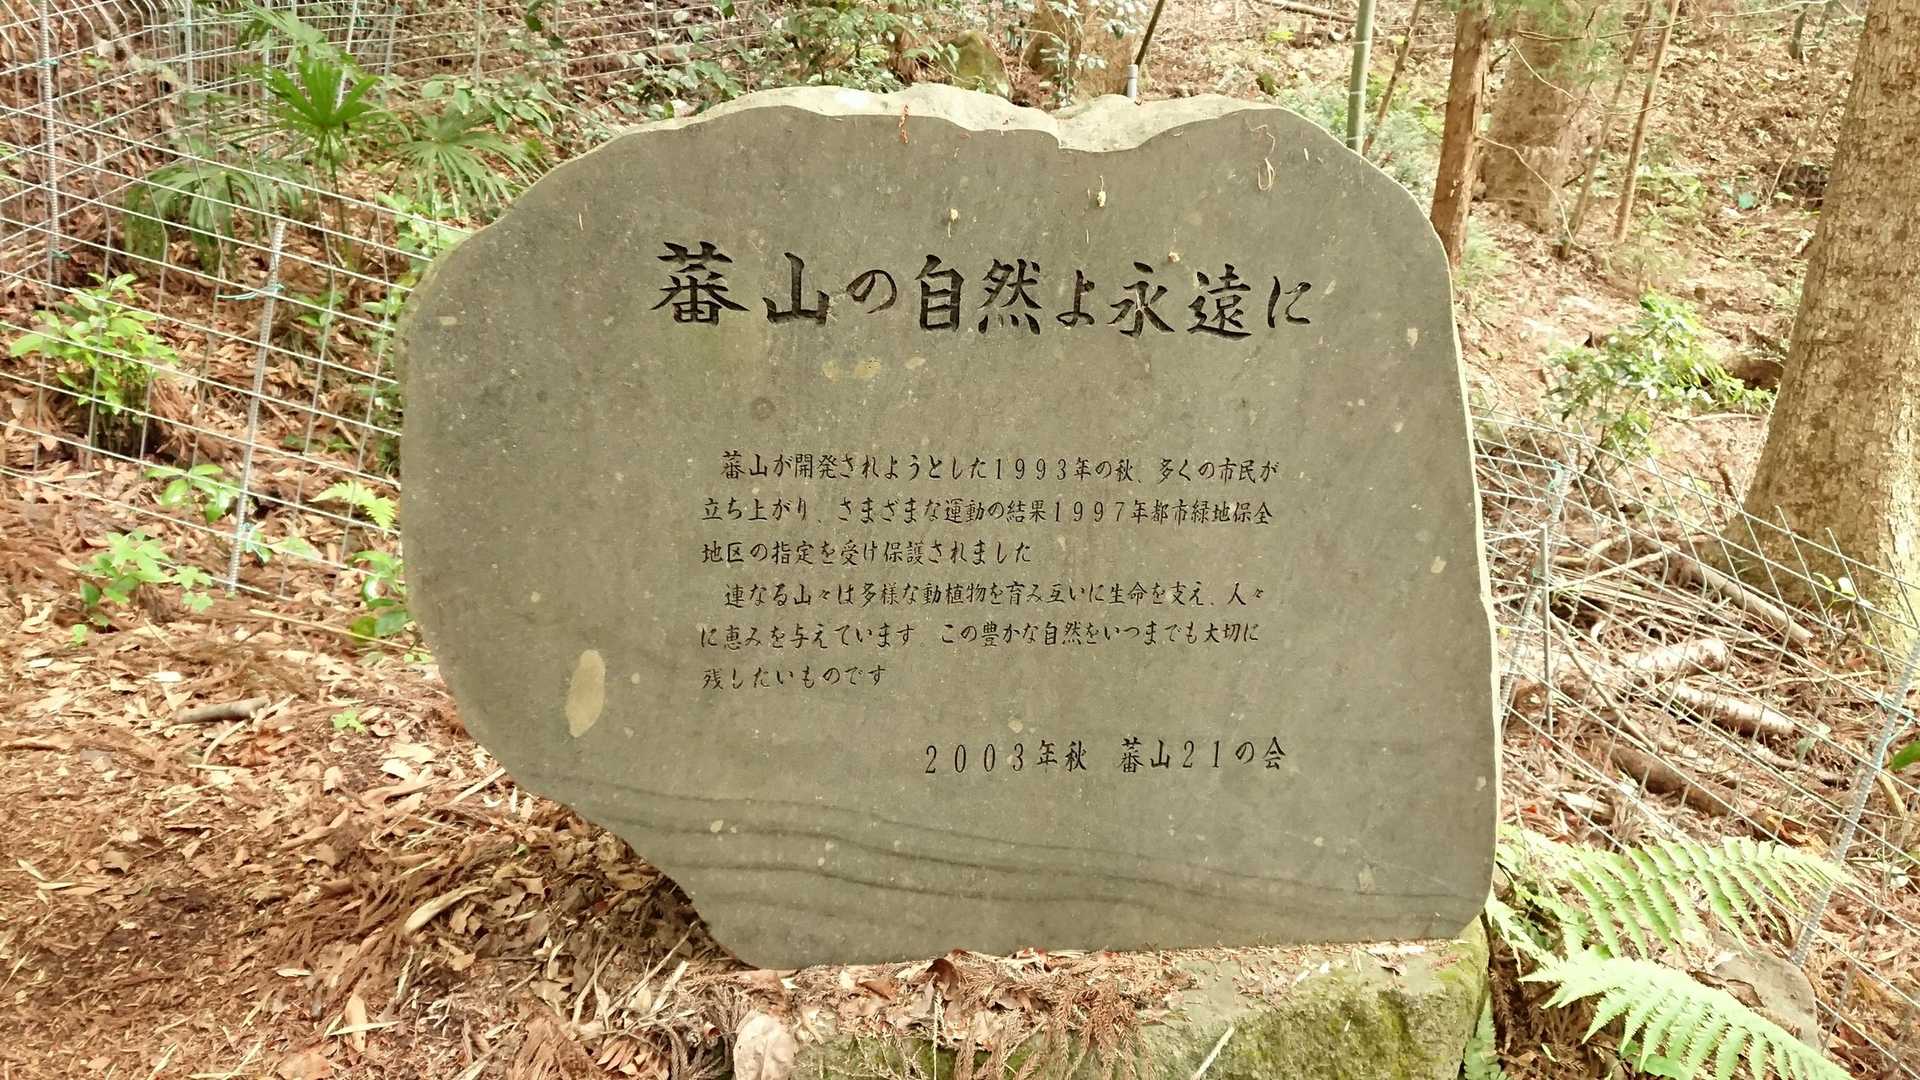 蕃山の自然よ永遠に
蕃山が開発されようとした1993年の秋、多くの市民が
立ち上がり、さまざまな運動の結果1997年都市緑地保全
地区の指定を受け保護されました
連なる山々は多様な動植物を育み互いに生命を支え、人々
に恵みを与えています。この豊かな自然をいつまでも大切に
残したいものです
2003年秋 蕃山21の会